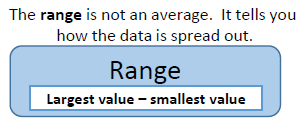 The range is not an average.  It tells you
how the data is spread out.
Range
Largest value – smallest value